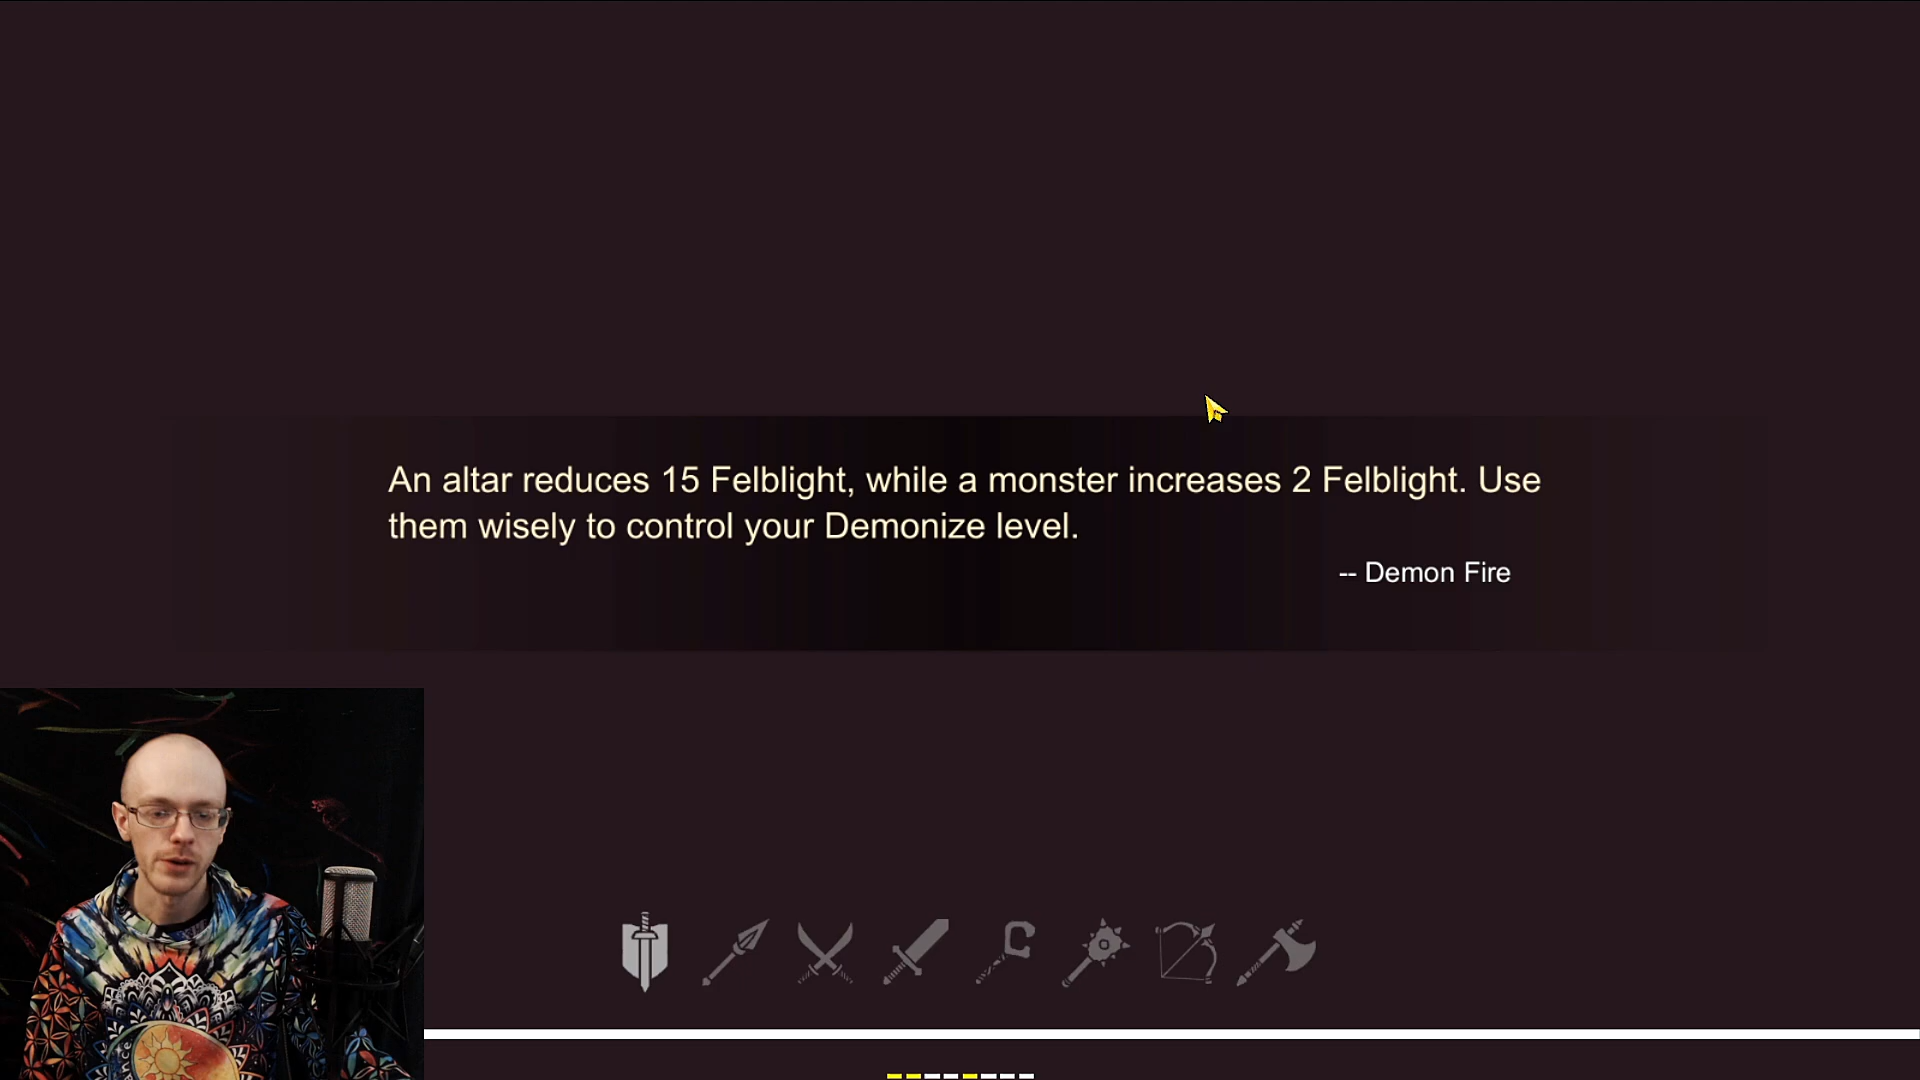 An altar reduces 15 Felblight, while a monster increases 2 Felblight. Use
them wisely to control your Demonize level.
-- Demon Fire